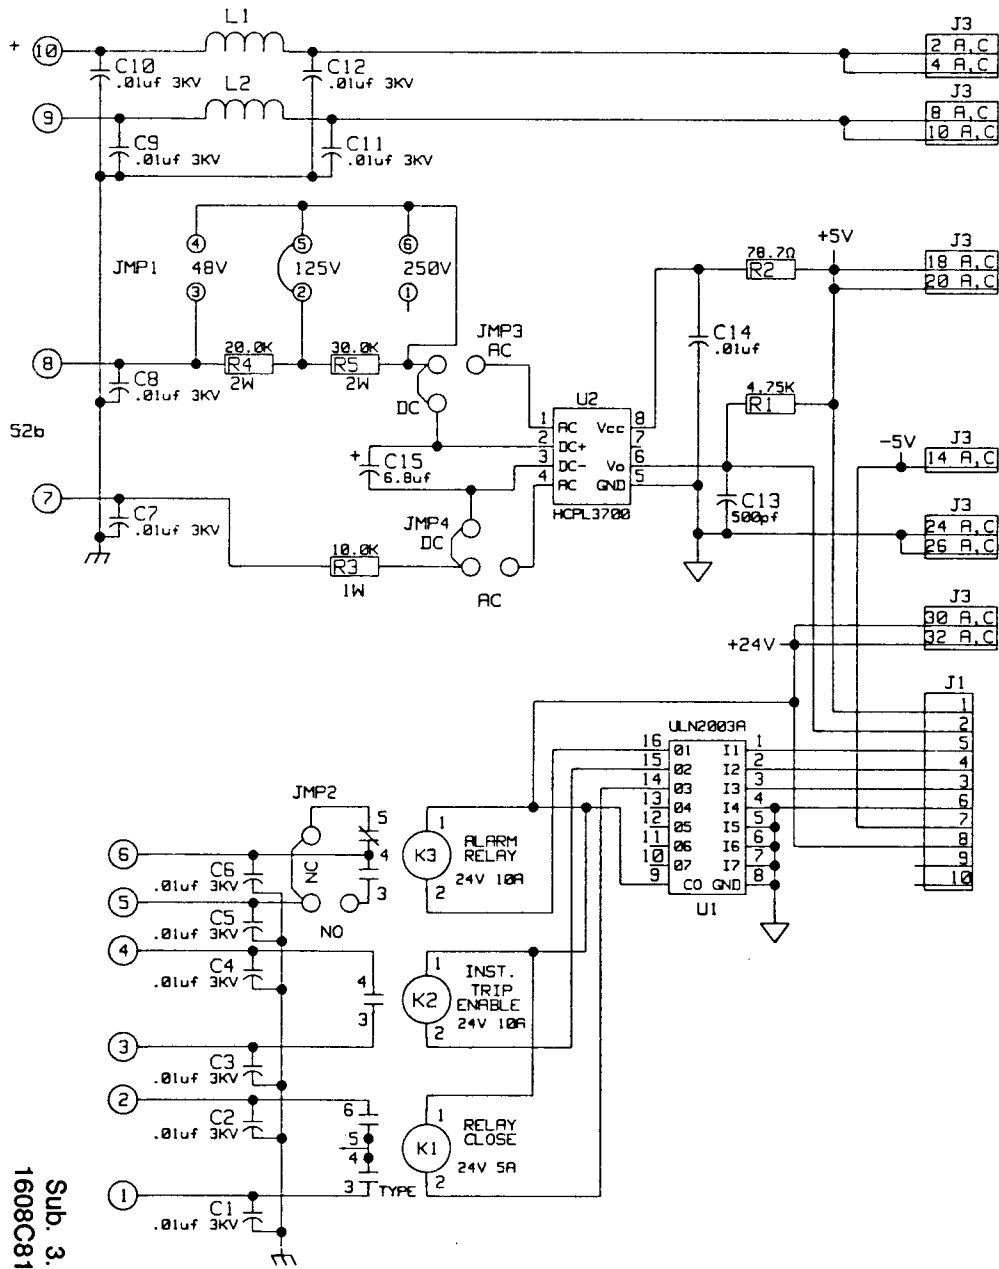 L1
J3
+ 10
2 A,C
4 A,C
C10
.01uf 3KV
C12
.01uf 3KV
L2
J3
9
8 A,C
10 A,C
C9
.01uf 3KV
C11
.01uf 3KV
4 5 6
JMP1 48V 125V 250V
3 2 1
+5V
J3
78.7Ω
R2
18 A,C
20 A,C
C14
.01uf
JMP3
AC
8
20.0K
R4
2W
30.0K
R5
2W
C8
.01uf 3KV
DC
4.75K
R1
52b
U2
1 AC Vcc 8
2 DC+ 7
3 DC- Vo 6
4 AC GND 5
HCPL3700
-5V
J3
14 A,C
+ C15
6.8uf
7
C7
.01uf 3KV
JMP4
DC
C13
500pf
J3
24 A,C
26 A,C
10.0K
R3
1W
AC
J3
30 A,C
32 A,C
+24V
J1
1
2
5
4
3
6
7
8
9
10
ULN2003A
16 01 I1 1
15 02 I2 2
14 03 I3 3
13 04 I4 4
12 05 I5 5
11 06 I6 6
10 07 I7 7
9 CO GND 8
U1
JMP2
5
4
3
NC
NO
6
C6
.01uf 3KV
5
C5
.01uf 3KV
1
K3
2
ALARM
RELAY
24V 10A
4
C4
.01uf 3KV
4
3
1
K2
2
INST.
TRIP
ENABLE
24V 10A
3
C3
.01uf 3KV
2
C2
.01uf 3KV
6
5
4
3 TYPE
1
K1
2
RELAY
CLOSE
24V 5A
1
C1
.01uf 3KV
Sub. 3.
1608C81